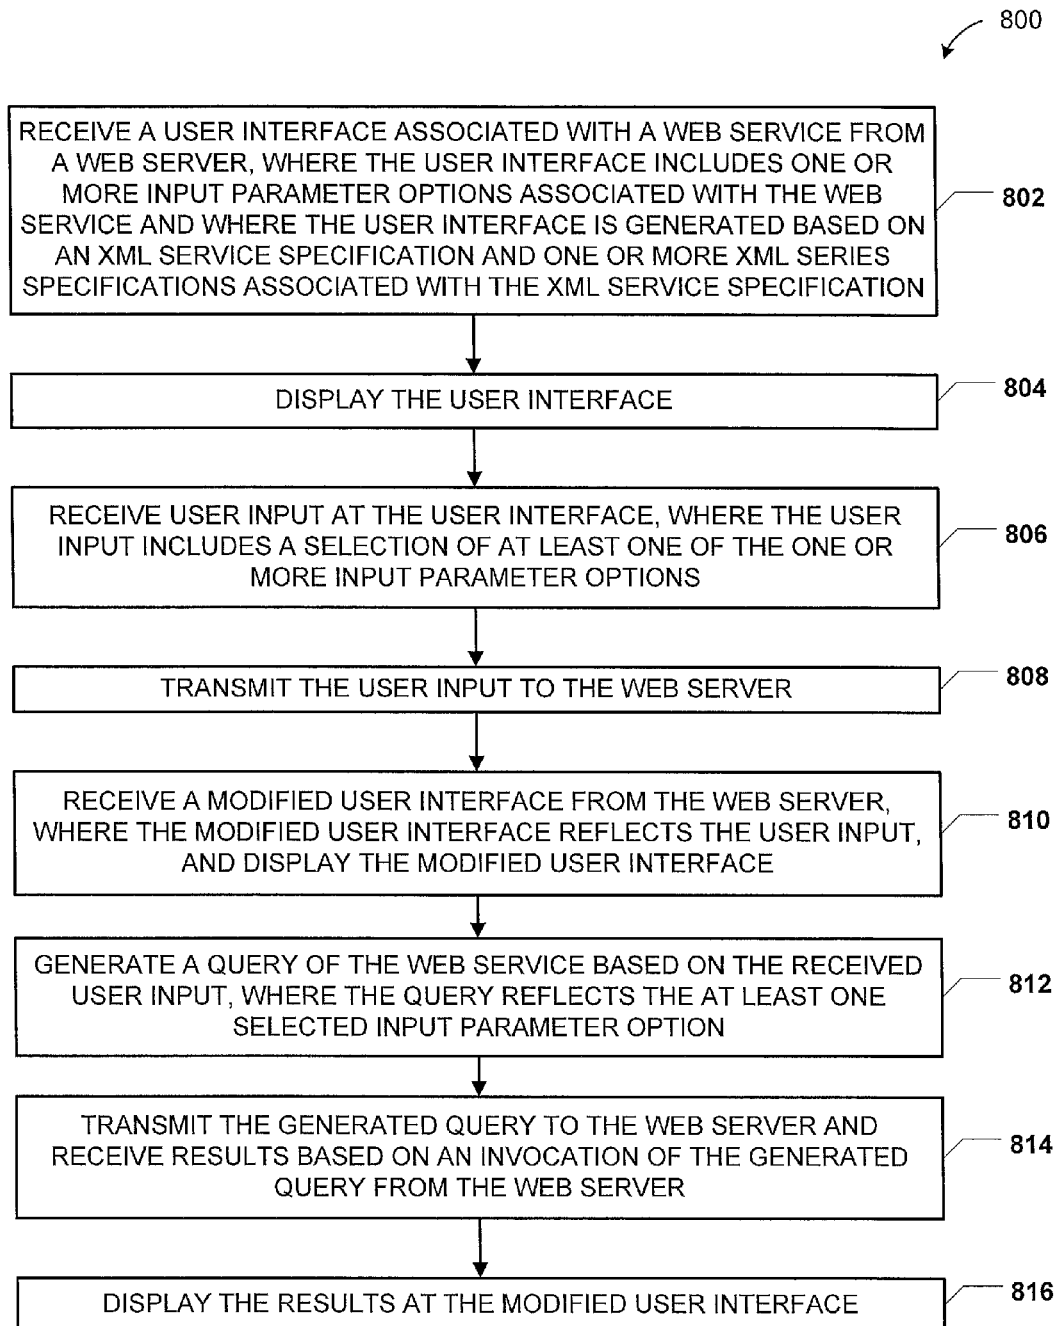 800
RECEIVE A USER INTERFACE ASSOCIATED WITH A WEB SERVICE FROM
A WEB SERVER, WHERE THE USER INTERFACE INCLUDES ONE OR
MORE INPUT PARAMETER OPTIONS ASSOCIATED WITH THE WEB
SERVICE AND WHERE THE USER INTERFACE IS GENERATED BASED ON
AN XML SERVICE SPECIFICATION AND ONE OR MORE XML SERIES
SPECIFICATIONS ASSOCIATED WITH THE XML SERVICE SPECIFICATION
802
DISPLAY THE USER INTERFACE
804
RECEIVE USER INPUT AT THE USER INTERFACE, WHERE THE USER
INPUT INCLUDES A SELECTION OF AT LEAST ONE OF THE ONE OR
MORE INPUT PARAMETER OPTIONS
806
TRANSMIT THE USER INPUT TO THE WEB SERVER
808
RECEIVE A MODIFIED USER INTERFACE FROM THE WEB SERVER,
WHERE THE MODIFIED USER INTERFACE REFLECTS THE USER INPUT,
AND DISPLAY THE MODIFIED USER INTERFACE
810
GENERATE A QUERY OF THE WEB SERVICE BASED ON THE RECEIVED
USER INPUT, WHERE THE QUERY REFLECTS THE AT LEAST ONE
SELECTED INPUT PARAMETER OPTION
812
TRANSMIT THE GENERATED QUERY TO THE WEB SERVER AND
RECEIVE RESULTS BASED ON AN INVOCATION OF THE GENERATED
QUERY FROM THE WEB SERVER
814
DISPLAY THE RESULTS AT THE MODIFIED USER INTERFACE
816